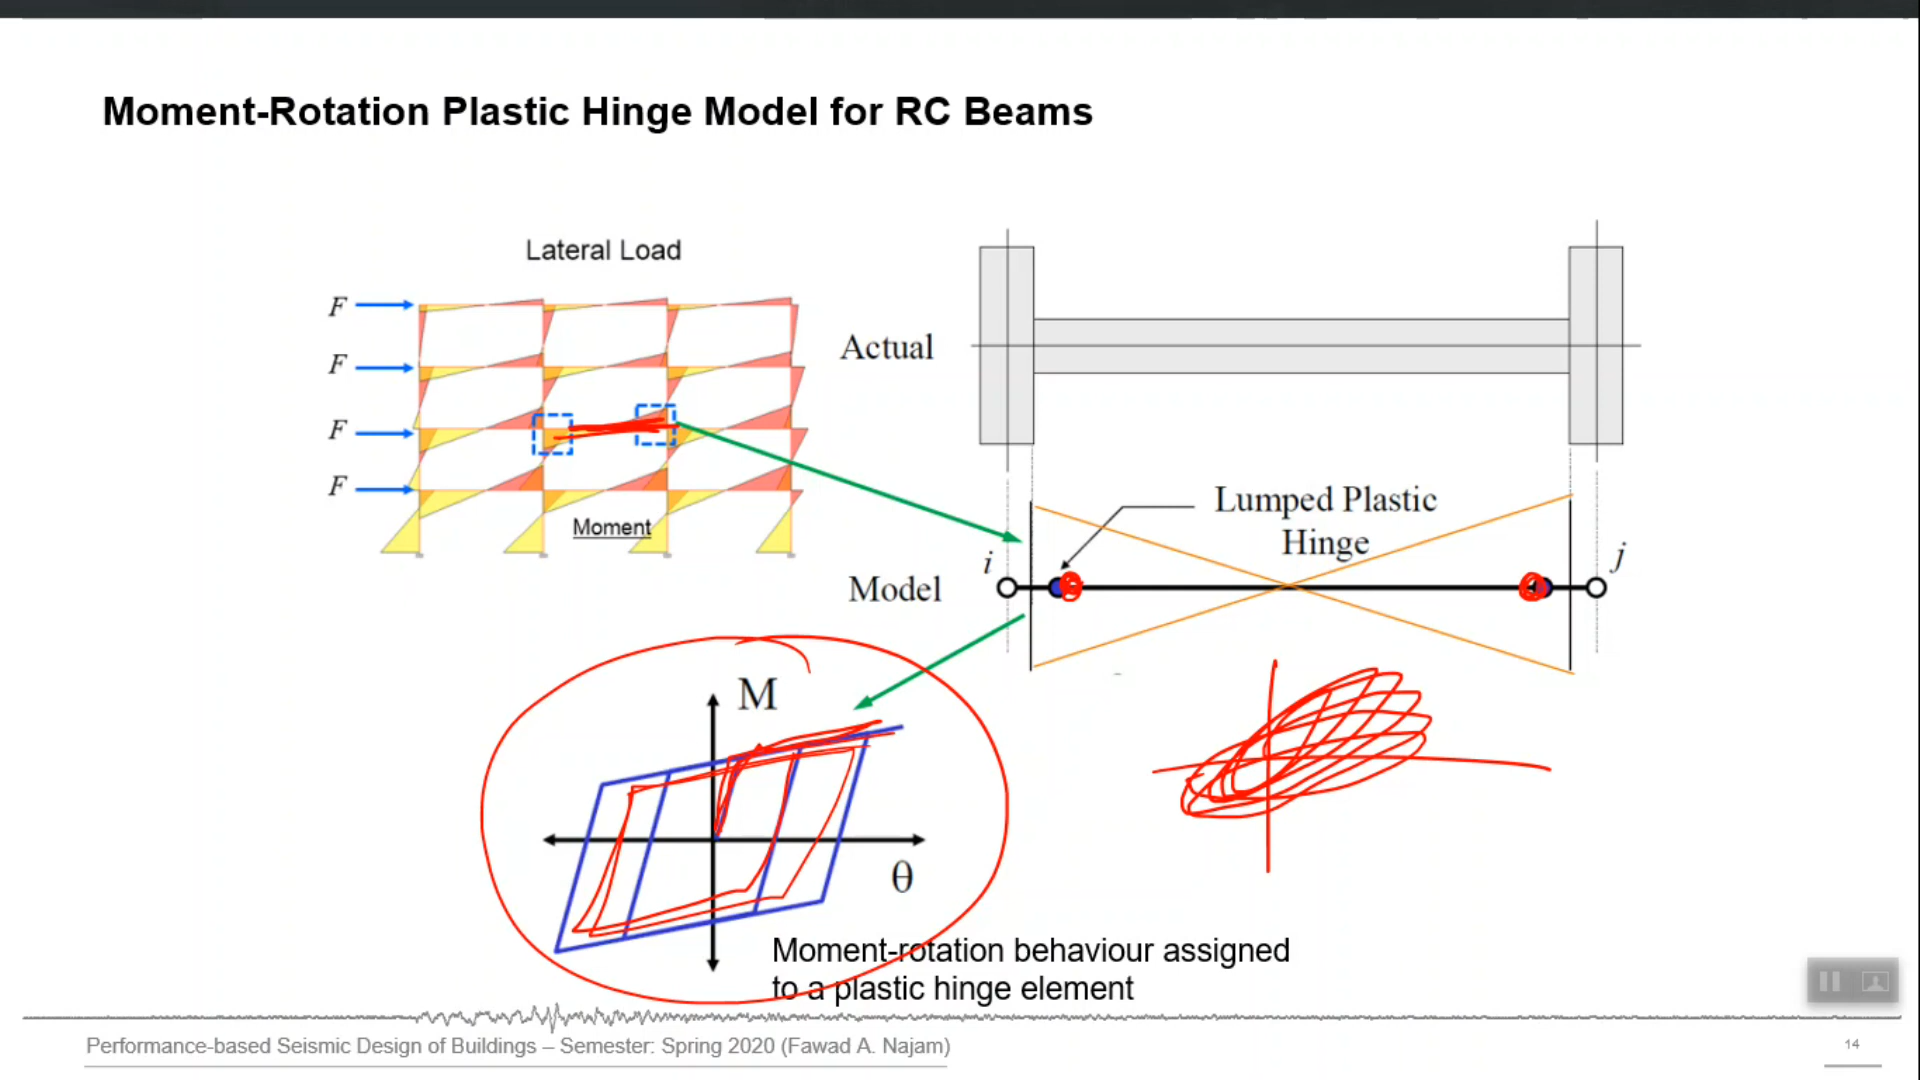 Moment-Rotation Plastic Hinge Model for RC Beams
Lateral Load
F
F
F
F
Moment
Actual
Lumped Plastic
Hinge
i
j
Model
M
θ
Moment-rotation behaviour assigned
to a plastic hinge element
Performance-based Seismic Design of Buildings – Semester: Spring 2020 (Fawad A. Najam)
14